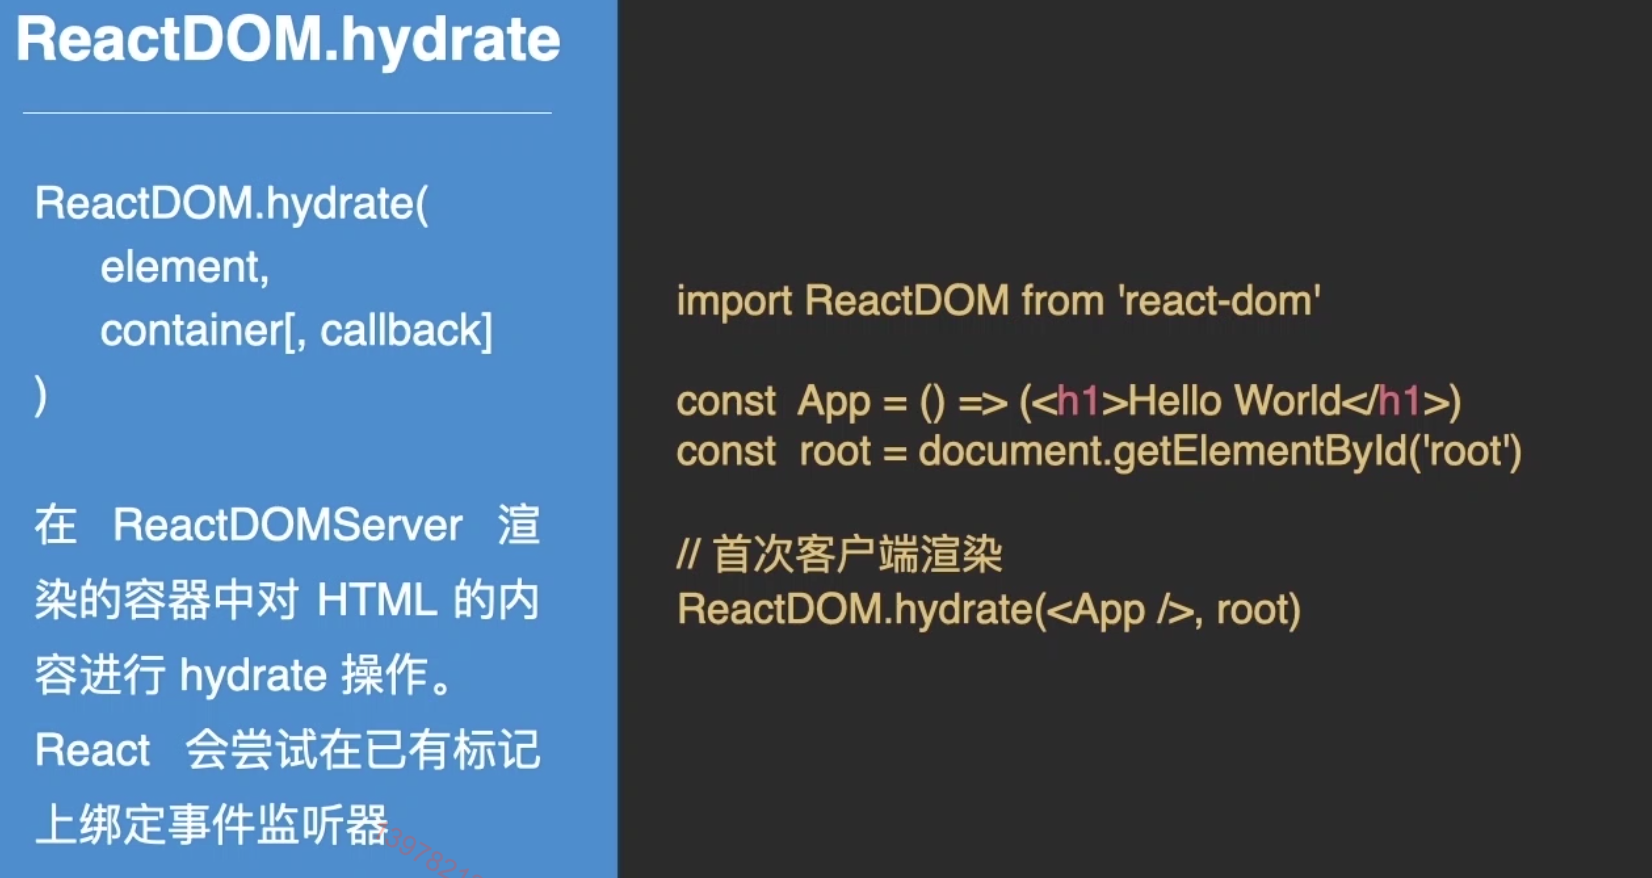 ReactDOM.hydrate
ReactDOM.hydrate(
element,
container[, callback]
)
在 ReactDOMServer 渲
染的容器中对 HTML 的内
容进行 hydrate 操作。
React 会尝试在已有标记
上绑定事件监听器
import ReactDOM from 'react-dom'
const App = () => (<h1>Hello World</h1>)
const root = document.getElementById('root')
// 首次客户端渲染
ReactDOM.hydrate(<App />, root)